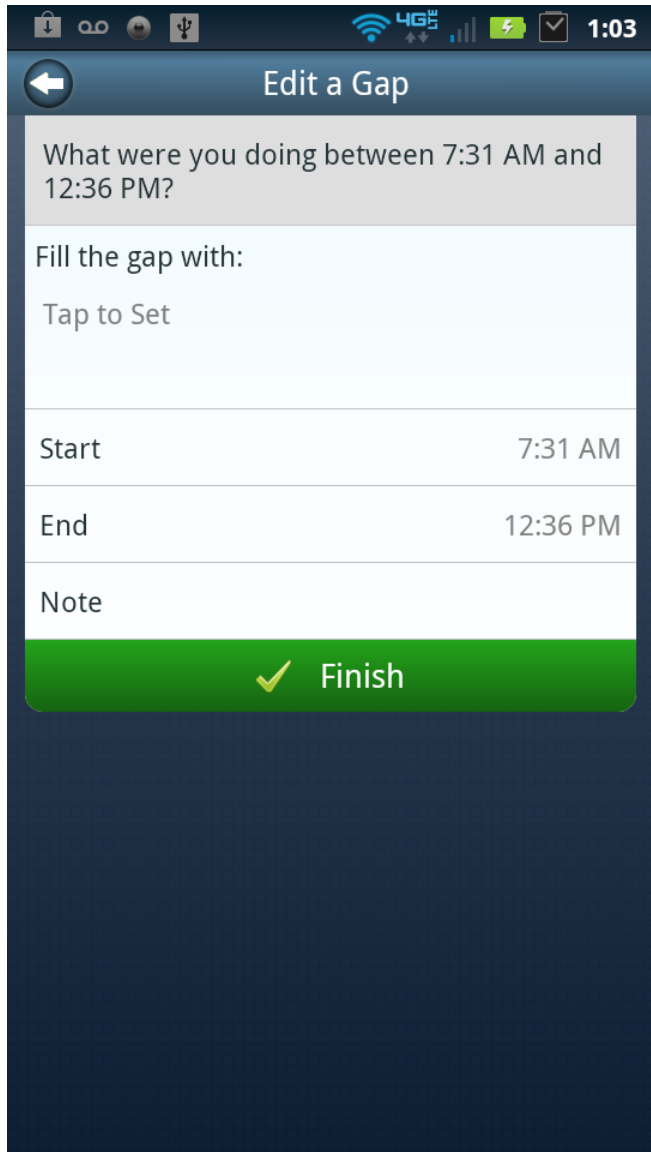 4G LTE 1:03
Edit a Gap
What were you doing between 7:31 AM and
12:36 PM?
Fill the gap with:
Tap to Set
Start 7:31 AM
End 12:36 PM
Note
Finish